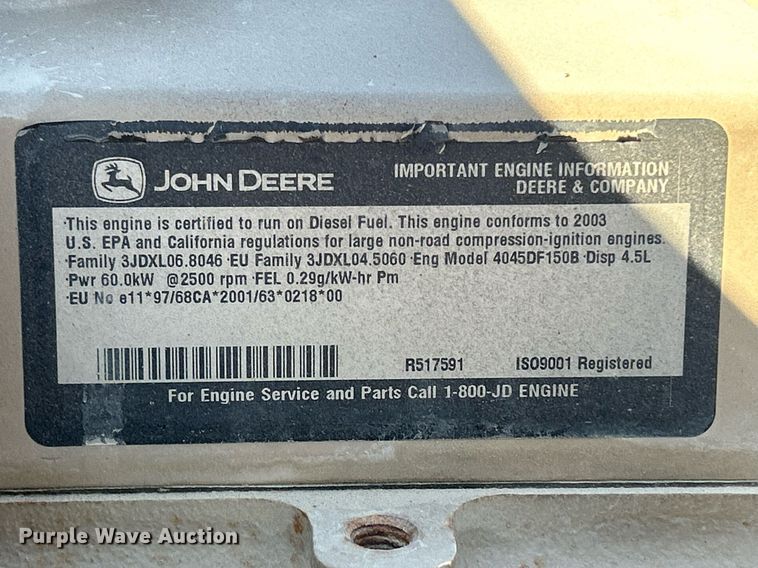 JOHN DEERE
IMPORTANT ENGINE INFORMATION
DEERE & COMPANY
This engine is certified to run on Diesel Fuel. This engine conforms to 2003
U.S. EPA and California regulations for large non-road compression-ignition engines.
Family 3JDXL06.8046 EU Family 3JDXL04.5060 Eng Model 4045DF150B Disp 4.5L
Pwr 60.0kW @2500 rpm FEL 0.29g/kW-hr Pm
EU No e11*97/68CA*2001/63*0218*00
R517591 ISO9001 Registered
For Engine Service and Parts Call 1-800-JD ENGINE
Purple Wave Auction